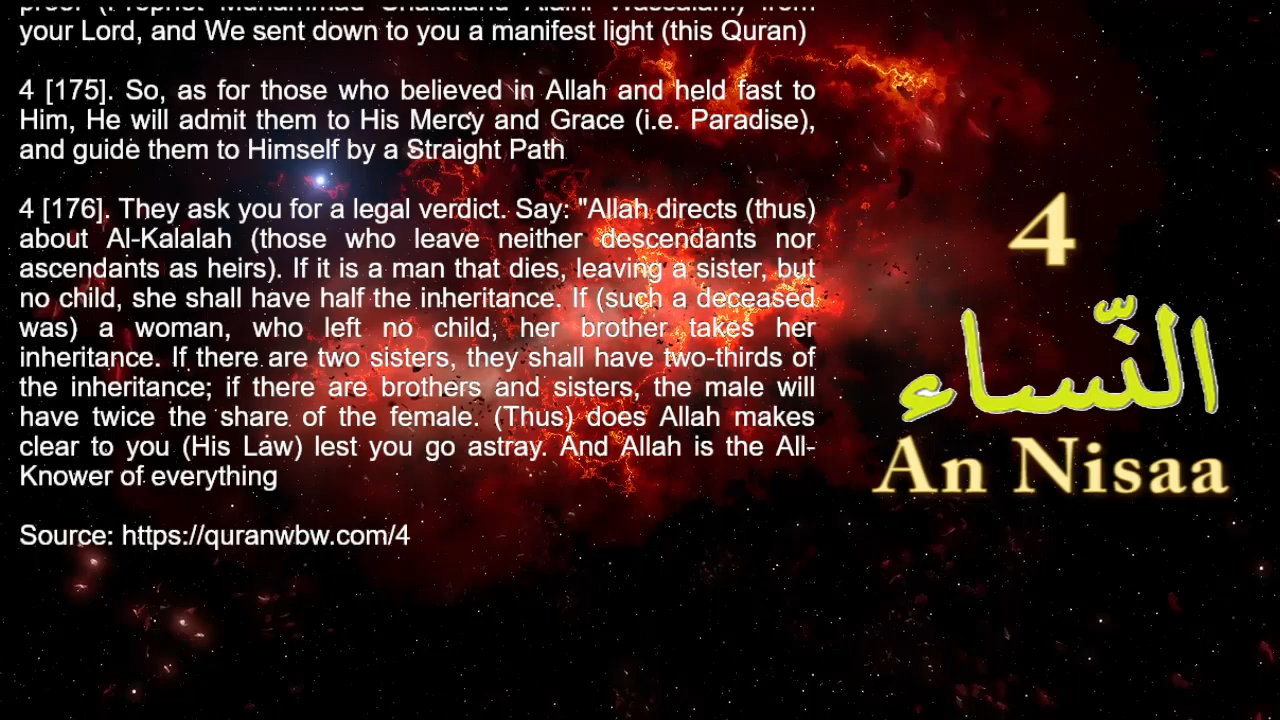 your Lord, and We sent down to you a manifest light (this Quran)
4 [175]. So, as for those who believed in Allah and held fast to
Him, He will admit them to His Mercy and Grace (i.e. Paradise),
and guide them to Himself by a Straight Path
4 [176]. They ask you for a legal verdict. Say: "Allah directs (thus)
about Al-Kalalah (those who leave neither descendants nor
ascendants as heirs). If it is a man that dies, leaving a sister, but
no child, she shall have half the inheritance. If (such a deceased
was) a woman, who left no child, her brother takes her
inheritance. If there are two sisters, they shall have two-thirds of
the inheritance; if there are brothers and sisters, the male will
have twice the share of the female. (Thus) does Allah makes
clear to you (His Law) lest you go astray. And Allah is the All-
Knower of everything
Source: https://quranwbw.com/4
4
النّساء
An Nisaa